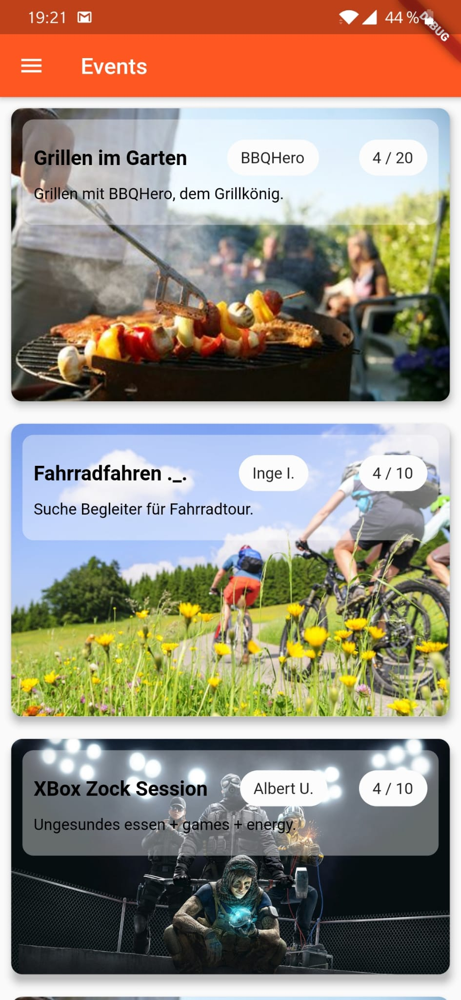 19:21 44 %
DEBUG
Events
Grillen im Garten BBQHero 4 / 20
Grillen mit BBQHero, dem Grillkönig.
Fahrradfahren ._. Inge I. 4 / 10
Suche Begleiter für Fahrradtour.
XBox Zock Session Albert U. 4 / 10
Ungesundes essen + games + energy.